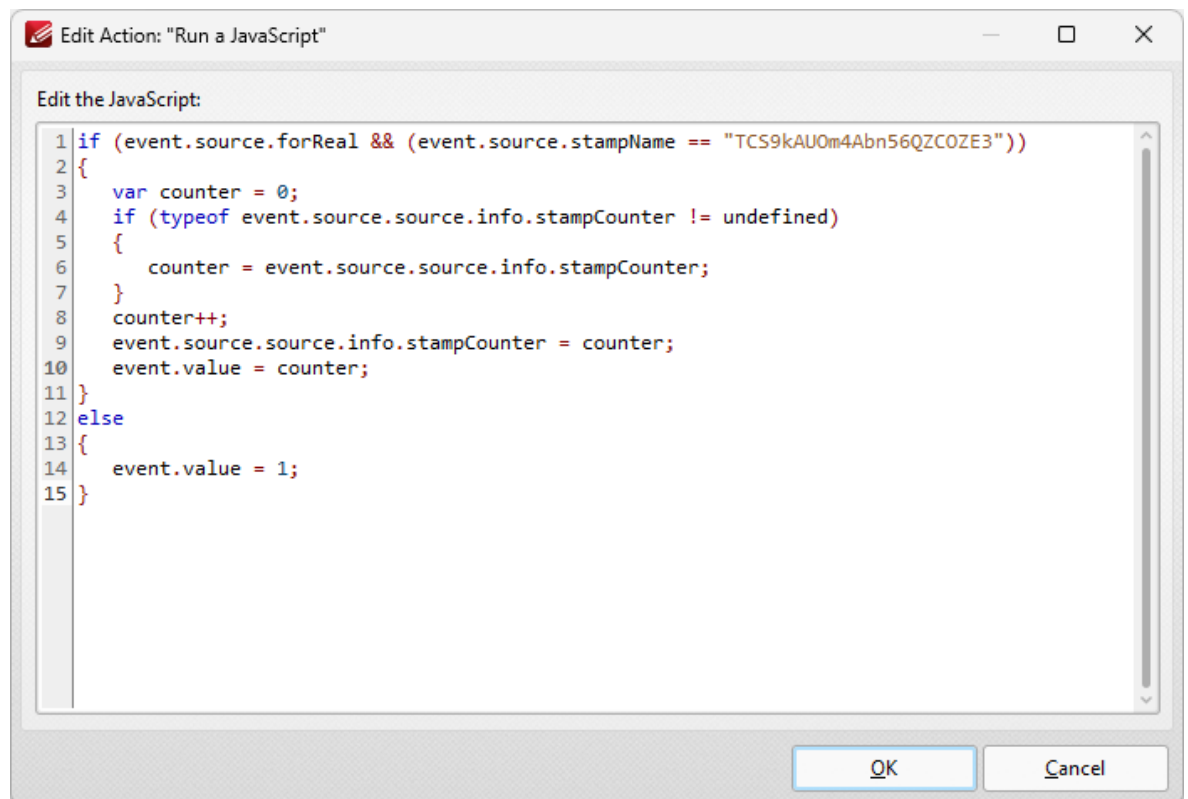 Edit Action: "Run a JavaScript"
Edit the JavaScript:
1 if (event.source.forReal && (event.source.stampName == "TCS9kAUOm4Abn56QZCOZE3"))
2 {
3    var counter = 0;
4    if (typeof event.source.source.info.stampCounter != undefined)
5    {
6       counter = event.source.source.info.stampCounter;
7    }
8    counter++;
9    event.source.source.info.stampCounter = counter;
10    event.value = counter;
11 }
12 else
13 {
14    event.value = 1;
15 }
OK Cancel